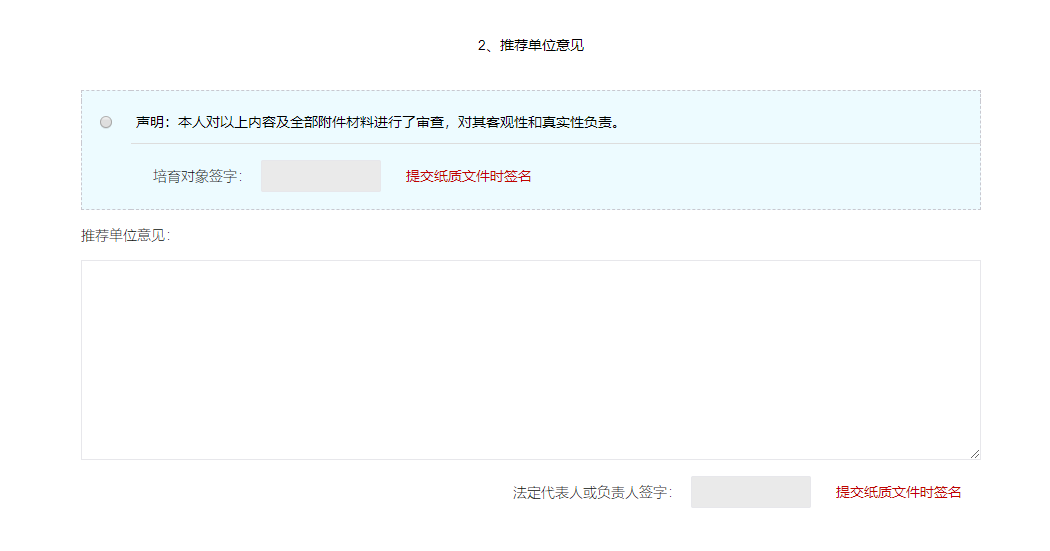 2、推荐单位意见
声明：本人对以上内容及全部附件材料进行了审查，对其客观性和真实性负责。
培育对象签字： 提交纸质文件时签名
推荐单位意见：
法定代表人或负责人签字： 提交纸质文件时签名